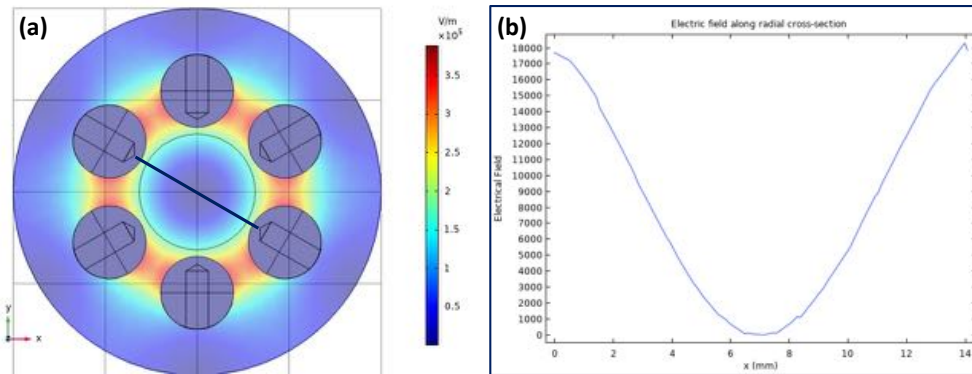 (a)
V/m
×10⁵
3.5
3
2.5
2
1.5
1
0.5
y
z
x
(b)
Electric field along radial cross-section
18000
17000
16000
15000
14000
13000
12000
11000
10000
9000
8000
7000
6000
5000
4000
3000
2000
1000
0
Electrical Field
0 2 4 6 8 10 12 14
x (mm)